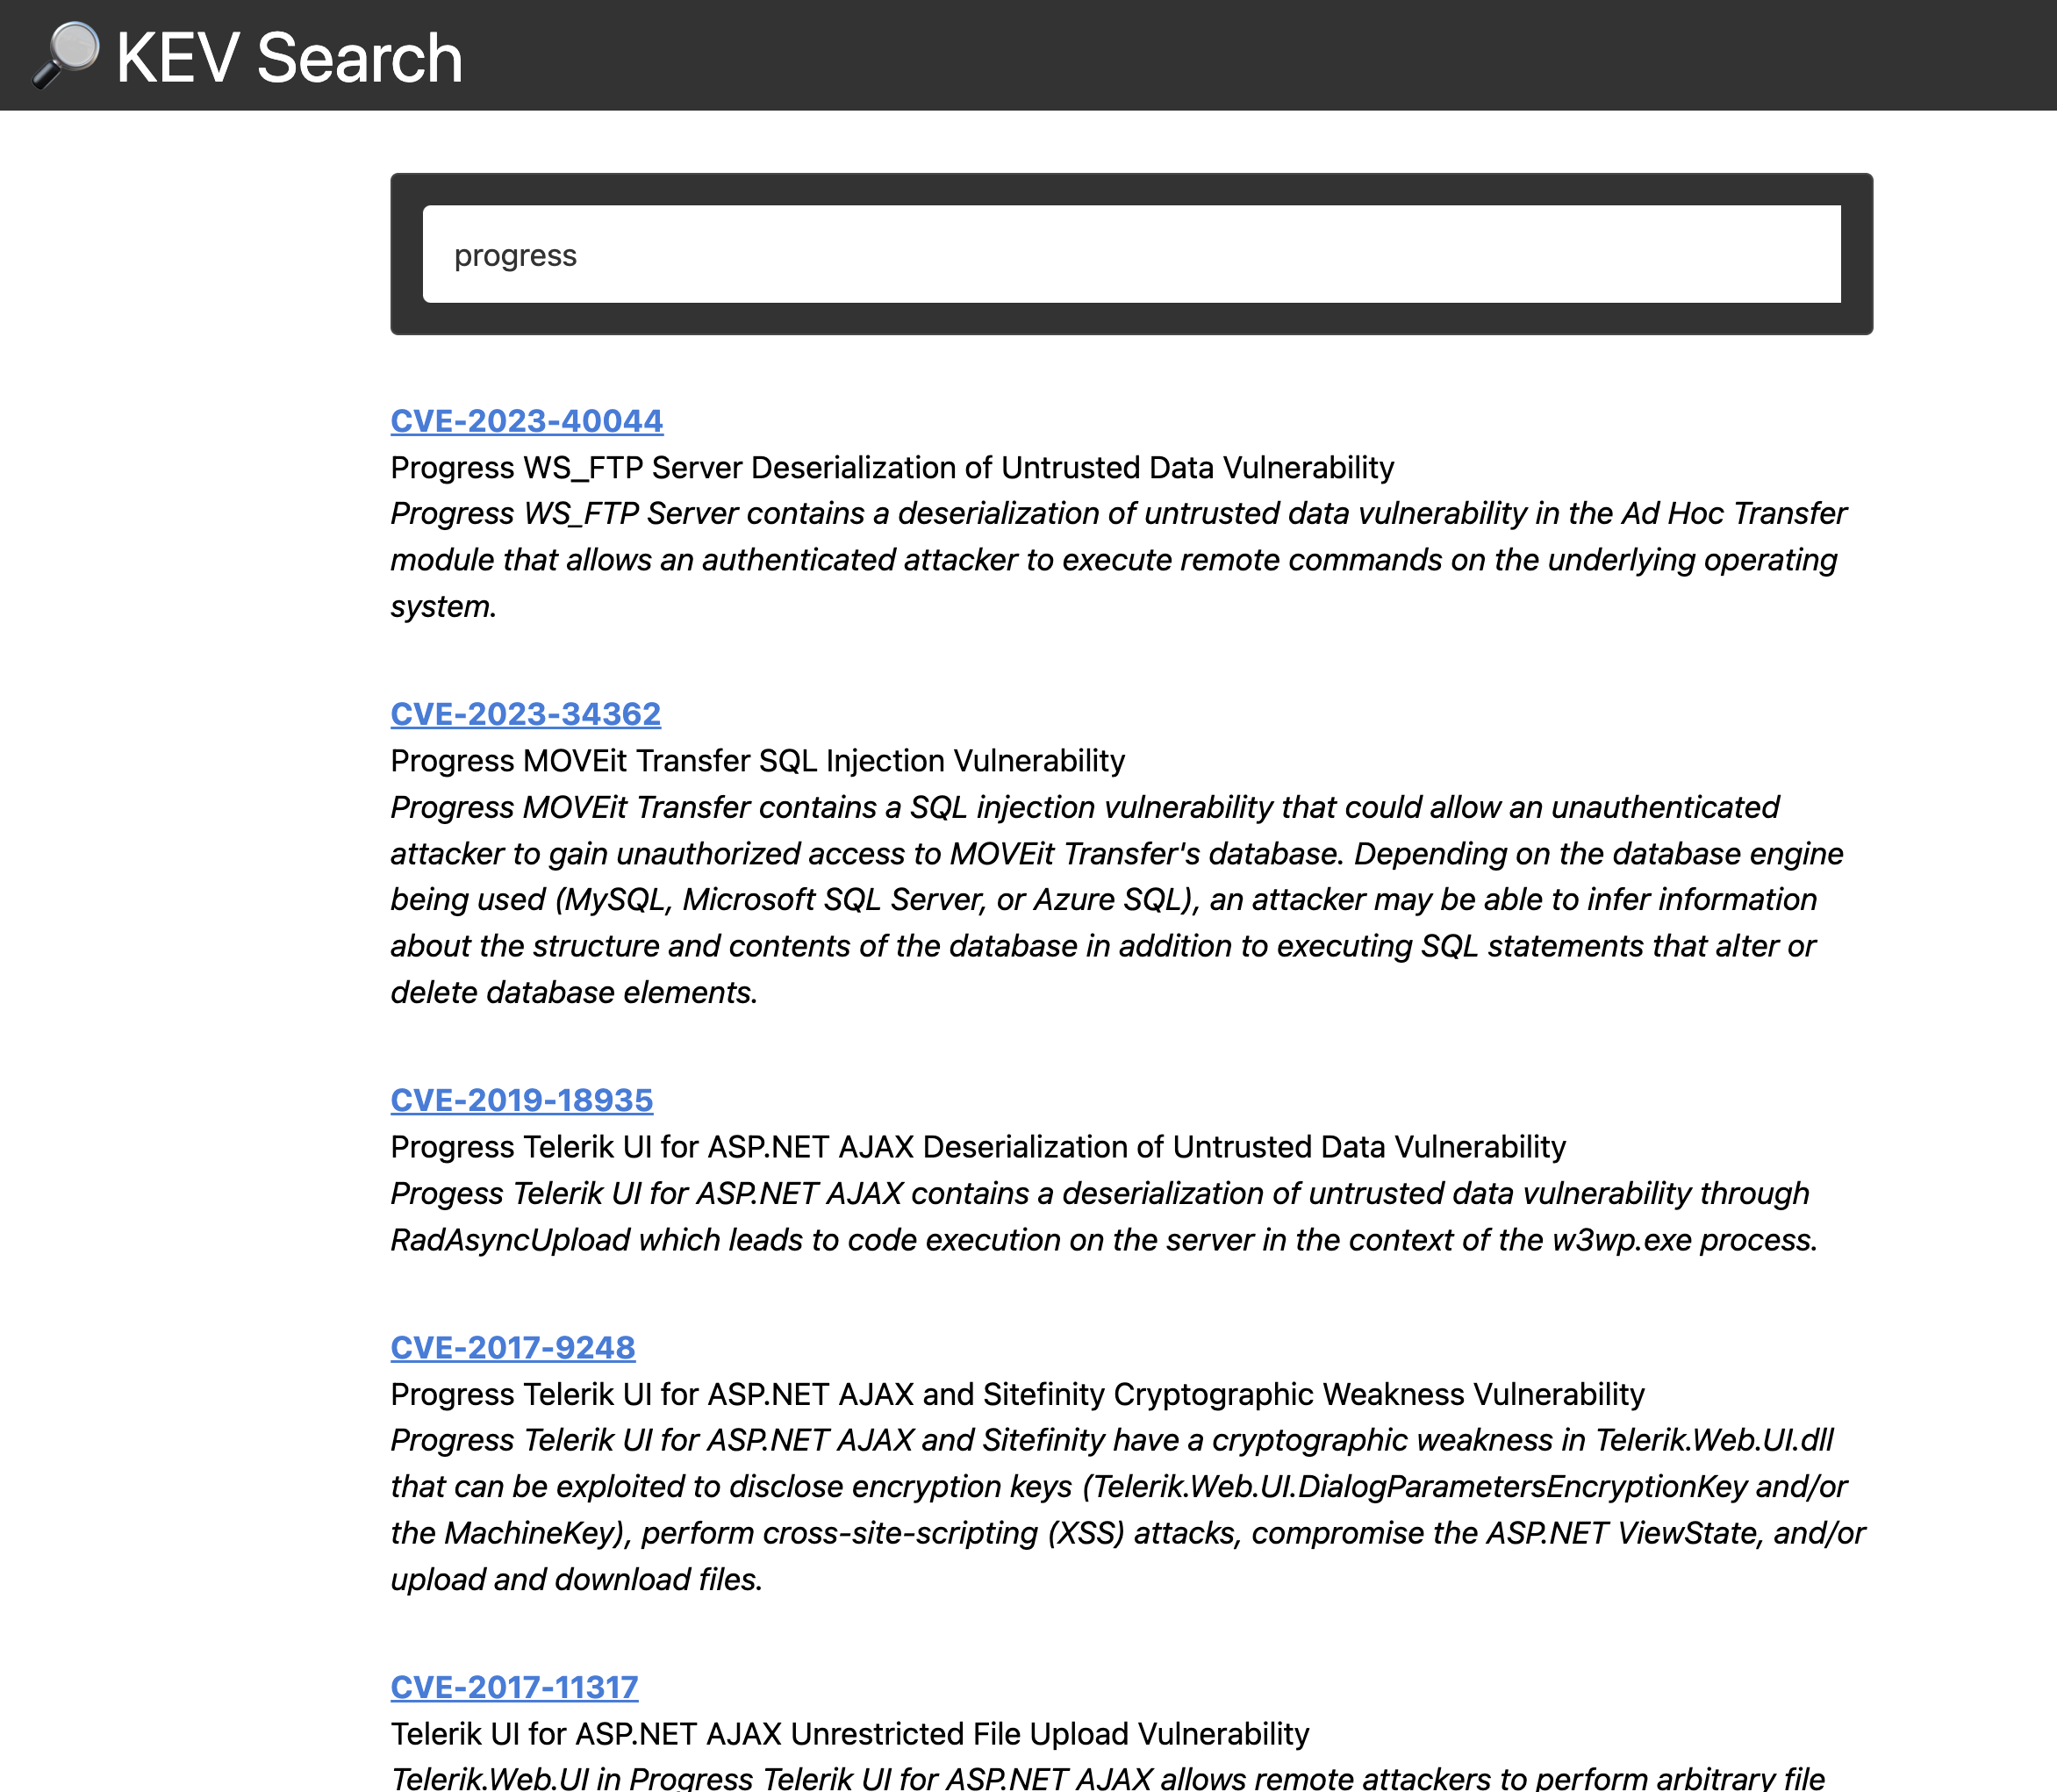 KEV Search
progress
CVE-2023-40044
Progress WS_FTP Server Deserialization of Untrusted Data Vulnerability
Progress WS_FTP Server contains a deserialization of untrusted data vulnerability in the Ad Hoc Transfer
module that allows an authenticated attacker to execute remote commands on the underlying operating
system.
CVE-2023-34362
Progress MOVEit Transfer SQL Injection Vulnerability
Progress MOVEit Transfer contains a SQL injection vulnerability that could allow an unauthenticated
attacker to gain unauthorized access to MOVEit Transfer's database. Depending on the database engine
being used (MySQL, Microsoft SQL Server, or Azure SQL), an attacker may be able to infer information
about the structure and contents of the database in addition to executing SQL statements that alter or
delete database elements.
CVE-2019-18935
Progress Telerik UI for ASP.NET AJAX Deserialization of Untrusted Data Vulnerability
Progess Telerik UI for ASP.NET AJAX contains a deserialization of untrusted data vulnerability through
RadAsyncUpload which leads to code execution on the server in the context of the w3wp.exe process.
CVE-2017-9248
Progress Telerik UI for ASP.NET AJAX and Sitefinity Cryptographic Weakness Vulnerability
Progress Telerik UI for ASP.NET AJAX and Sitefinity have a cryptographic weakness in Telerik.Web.UI.dll
that can be exploited to disclose encryption keys (Telerik.Web.UI.DialogParametersEncryptionKey and/or
the MachineKey), perform cross-site-scripting (XSS) attacks, compromise the ASP.NET ViewState, and/or
upload and download files.
CVE-2017-11317
Telerik UI for ASP.NET AJAX Unrestricted File Upload Vulnerability
Telerik.Web.UI in Progress Telerik UI for ASP.NET AJAX allows remote attackers to perform arbitrary file